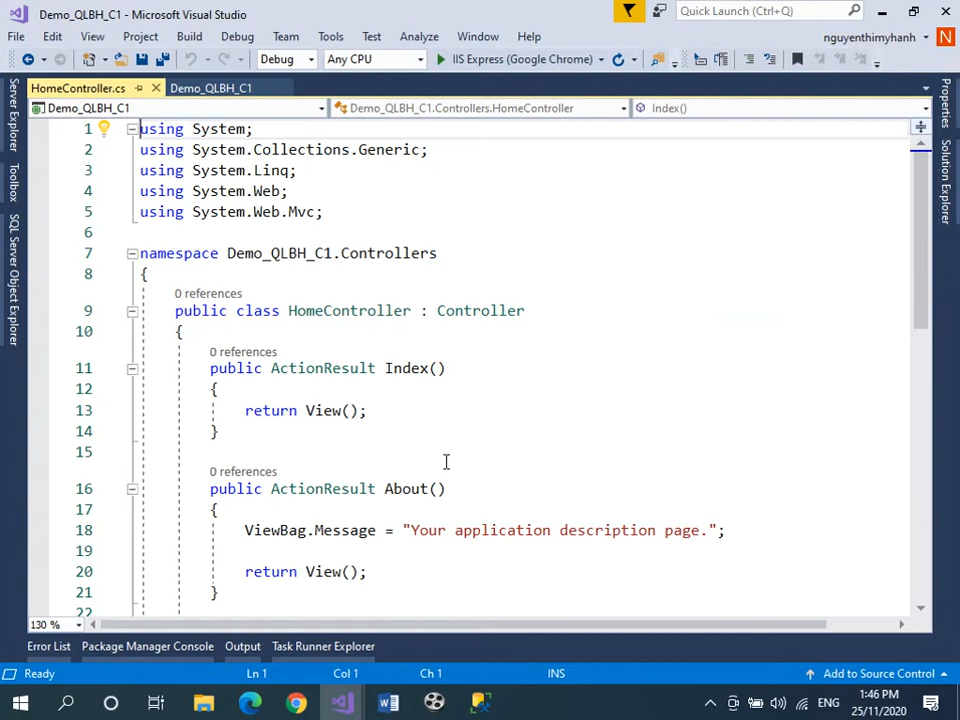 Demo_QLBH_C1 - Microsoft Visual Studio
Quick Launch (Ctrl+Q)
File Edit View Project Build Debug Team Tools Test Analyze Window Help
nguyenthimyhanh N
Debug Any CPU IIS Express (Google Chrome)
HomeController.cs Demo_QLBH_C1
Demo_QLBH_C1 Demo_QLBH_C1.Controllers.HomeController Index()
Server Explorer
Toolbox
SQL Server Object Explorer
1 using System;
2 using System.Collections.Generic;
3 using System.Linq;
4 using System.Web;
5 using System.Web.Mvc;
6
7 namespace Demo_QLBH_C1.Controllers
8 {
0 references
9 public class HomeController : Controller
10 {
0 references
11 public ActionResult Index()
12 {
13 return View();
14 }
15
0 references
16 public ActionResult About()
17 {
18 ViewBag.Message = "Your application description page.";
19
20 return View();
21 }
22
Properties
Solution Explorer
130 %
Error List Package Manager Console Output Task Runner Explorer
Ready Ln 1 Col 1 Ch 1 INS Add to Source Control
ENG
1:46 PM
25/11/2020